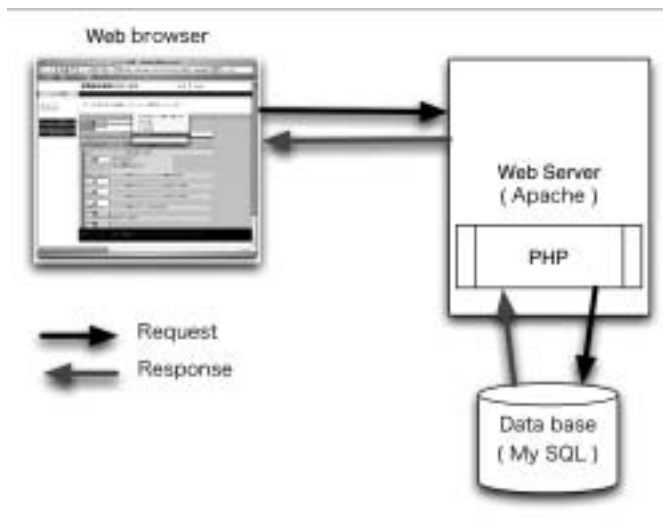 Web browser
Web Server
( Apache )
PHP
Request
Response
Data base
( My SQL )